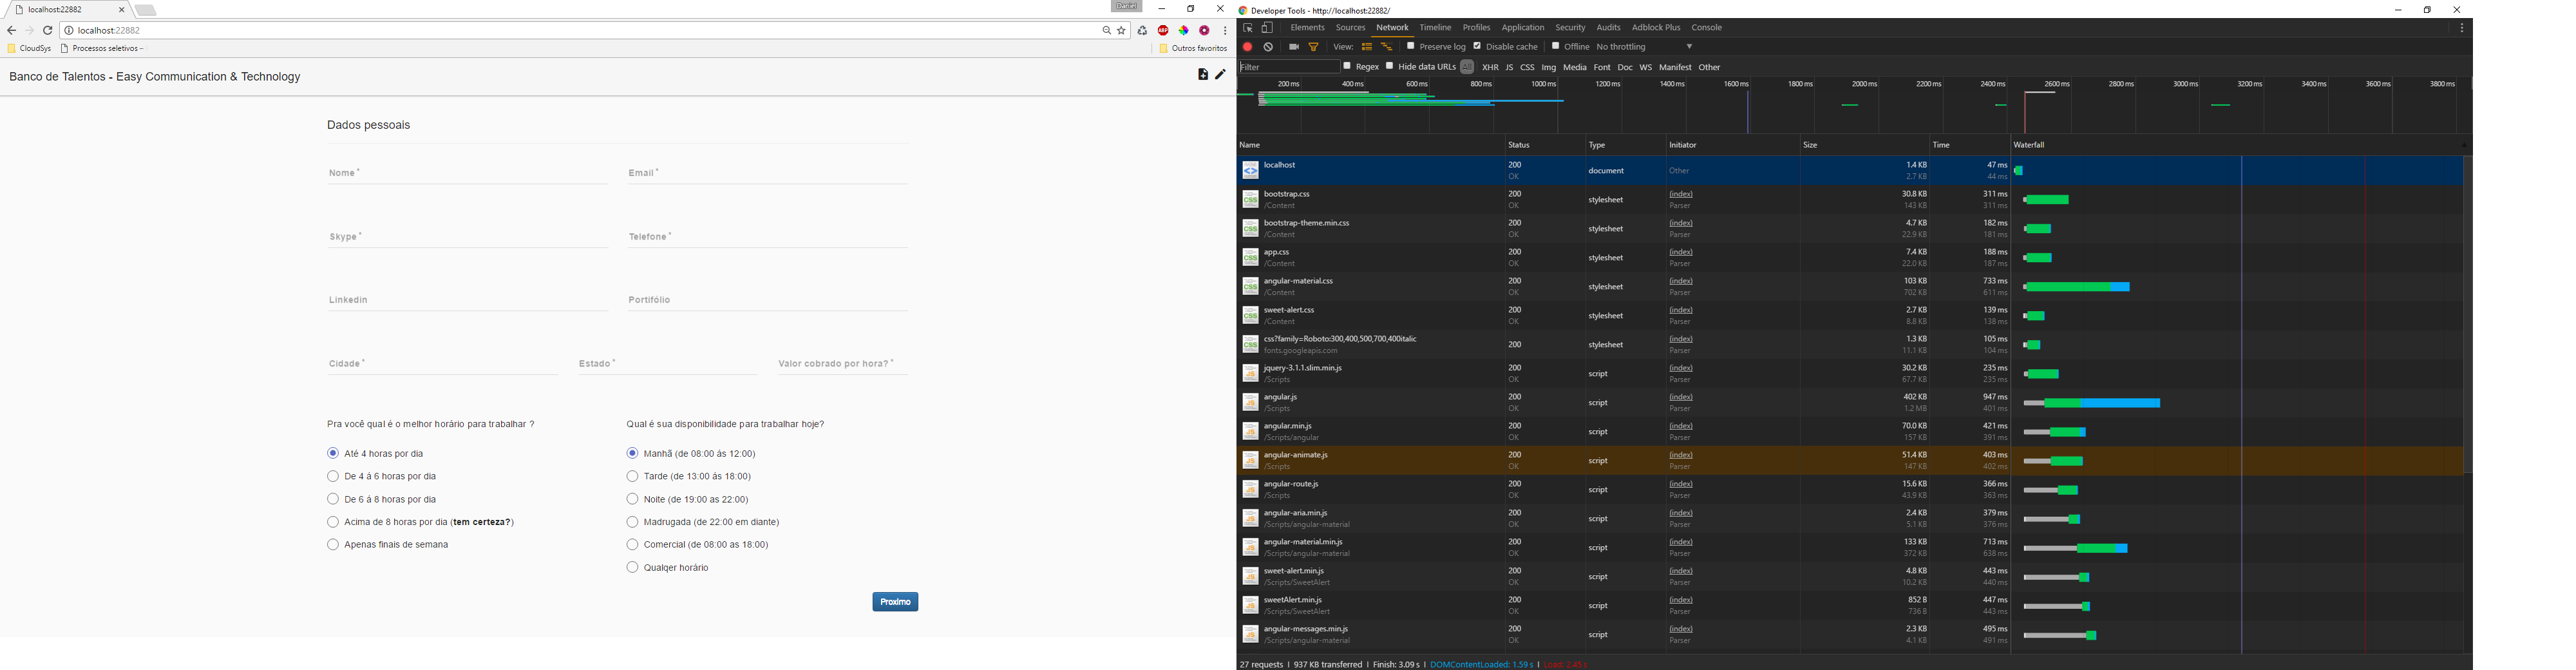 localhost:22882
Daniel
localhost:22882
CloudSys
Processos seletivos –
Outros favoritos
Banco de Talentos - Easy Communication & Technology
Dados pessoais
Nome *
Email *
Skype *
Telefone *
Linkedin
Portifólio
Cidade *
Estado *
Valor cobrado por hora? *
Pra você qual é o melhor horário para trabalhar ?
Até 4 horas por dia
De 4 á 6 horas por dia
De 6 á 8 horas por dia
Acima de 8 horas por dia (tem certeza?)
Apenas finais de semana
Qual é sua disponibilidade para trabalhar hoje?
Manhã (de 08:00 ás 12:00)
Tarde (de 13:00 ás 18:00)
Noite (de 19:00 as 22:00)
Madrugada (de 22:00 em diante)
Comercial (de 08:00 as 18:00)
Qualqer horário
Proximo
Developer Tools - http://localhost:22882/
Elements Sources Network Timeline Profiles Application Security Audits Adblock Plus Console
View: Preserve log Disable cache Offline No throttling
Filter Regex Hide data URLs All XHR JS CSS Img Media Font Doc WS Manifest Other
200 ms 400 ms 600 ms 800 ms 1000 ms 1200 ms 1400 ms 1600 ms 1800 ms 2000 ms 2200 ms 2400 ms 2600 ms 2800 ms 3000 ms 3200 ms 3400 ms 3600 ms 3800 ms
Name Status Type Initiator Size Time Waterfall
localhost 200 OK document Other 1.4 KB 2.7 KB 47 ms 44 ms
bootstrap.css /Content 200 OK stylesheet (index) Parser 30.8 KB 143 KB 311 ms 311 ms
bootstrap-theme.min.css /Content 200 OK stylesheet (index) Parser 4.7 KB 22.9 KB 182 ms 181 ms
app.css /Content 200 OK stylesheet (index) Parser 7.4 KB 22.0 KB 188 ms 187 ms
angular-material.css /Content 200 OK stylesheet (index) Parser 103 KB 702 KB 733 ms 611 ms
sweet-alert.css /Content 200 OK stylesheet (index) Parser 2.7 KB 8.8 KB 139 ms 138 ms
css?family=Roboto:300,400,500,700,400italic fonts.googleapis.com 200 stylesheet (index) Parser 1.3 KB 11.1 KB 105 ms 104 ms
jquery-3.1.1.slim.min.js /Scripts 200 OK script (index) Parser 30.2 KB 67.7 KB 235 ms 235 ms
angular.js /Scripts 200 OK script (index) Parser 402 KB 1.2 MB 947 ms 401 ms
angular.min.js /Scripts/angular 200 OK script (index) Parser 70.0 KB 157 KB 421 ms 391 ms
angular-animate.js /Scripts 200 OK script (index) Parser 51.4 KB 147 KB 403 ms 402 ms
angular-route.js /Scripts 200 OK script (index) Parser 15.6 KB 43.9 KB 366 ms 363 ms
angular-aria.min.js /Scripts/angular-material 200 OK script (index) Parser 2.4 KB 5.1 KB 379 ms 376 ms
angular-material.min.js /Scripts/angular-material 200 OK script (index) Parser 133 KB 372 KB 713 ms 638 ms
sweet-alert.min.js /Scripts/SweetAlert 200 OK script (index) Parser 4.8 KB 10.2 KB 443 ms 440 ms
sweetAlert.min.js /Scripts/SweetAlert 200 OK script (index) Parser 852 B 736 B 447 ms 443 ms
angular-messages.min.js /Scripts/angular-material 200 OK script (index) Parser 2.3 KB 4.1 KB 495 ms 491 ms
27 requests | 937 KB transferred | Finish: 3.09 s | DOMContentLoaded: 1.59 s | Load: 2.45 s